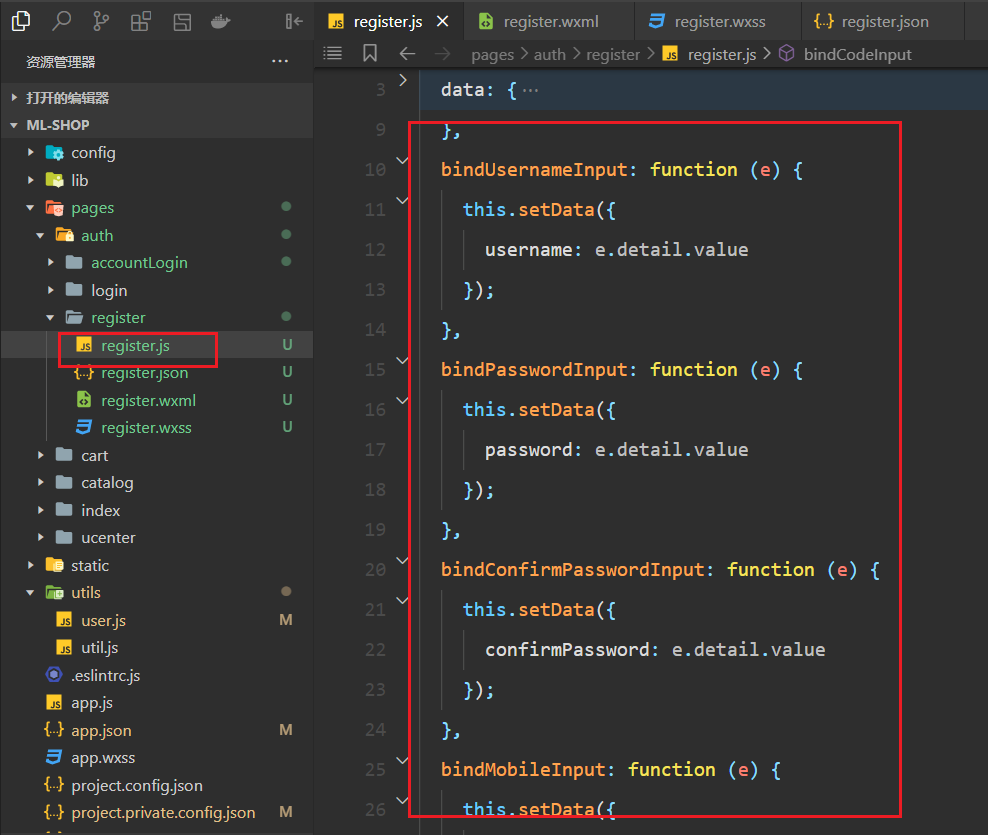 register.js
register.wxml
register.wxss
register.json
资源管理器
pages > auth > register > register.js > bindCodeInput
打开的编辑器
ML-SHOP
config
lib
pages
auth
accountLogin
login
register
register.js U
register.json U
register.wxml U
register.wxss U
cart
catalog
index
ucenter
static
utils
user.js M
util.js
.eslintrc.js
app.js
app.json M
app.wxss
project.config.json
project.private.config.json M
3 data: { ···
9 },
10 bindUsernameInput: function (e) {
11 this.setData({
12 username: e.detail.value
13 });
14 },
15 bindPasswordInput: function (e) {
16 this.setData({
17 password: e.detail.value
18 });
19 },
20 bindConfirmPasswordInput: function (e) {
21 this.setData({
22 confirmPassword: e.detail.value
23 });
24 },
25 bindMobileInput: function (e) {
26 this.setData({